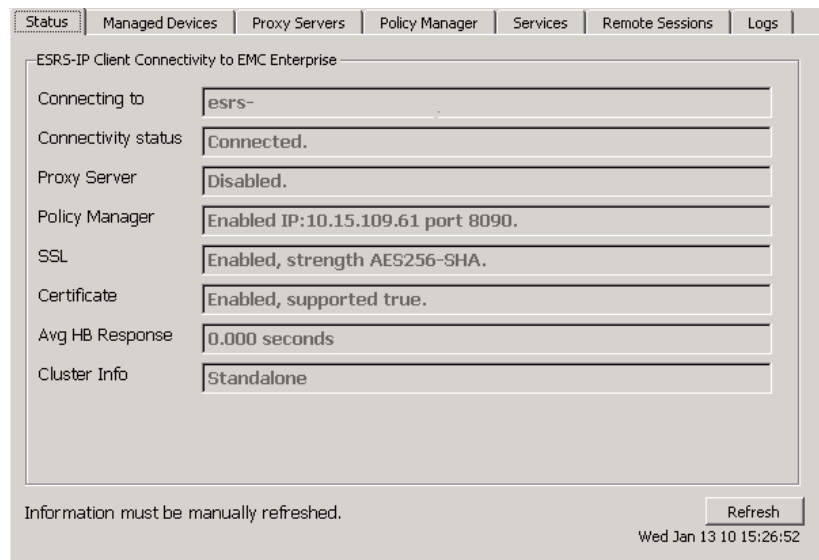 Status Managed Devices Proxy Servers Policy Manager Services Remote Sessions Logs
ESRS-IP Client Connectivity to EMC Enterprise
Connecting to esrs-
Connectivity status Connected.
Proxy Server Disabled.
Policy Manager Enabled IP:10.15.109.61 port 8090.
SSL Enabled, strength AES256-SHA.
Certificate Enabled, supported true.
Avg HB Response 0.000 seconds
Cluster Info Standalone
Information must be manually refreshed. Refresh
Wed Jan 13 10 15:26:52